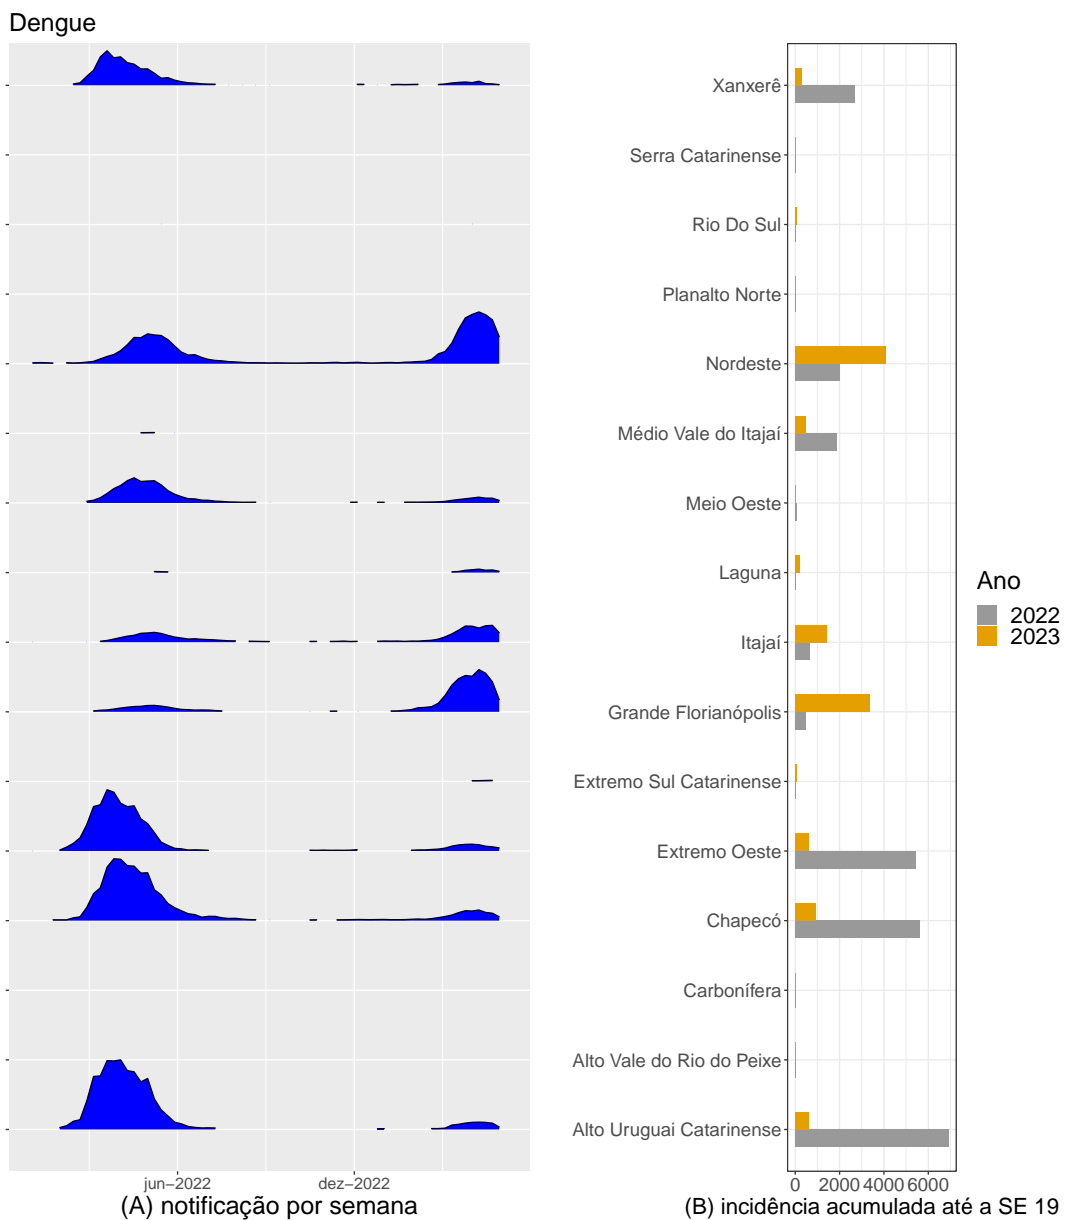 Dengue
Xanxerê
Serra Catarinense
Rio Do Sul
Planalto Norte
Nordeste
Médio Vale do Itajaí
Meio Oeste
Laguna
Itajaí
Grande Florianópolis
Extremo Sul Catarinense
Extremo Oeste
Chapecó
Carbonífera
Alto Vale do Rio do Peixe
Alto Uruguai Catarinense
Ano
2022
2023
jun−2022 dez−2022
0 2000 4000 6000
(A) notificação por semana
(B) incidência acumulada até a SE 19